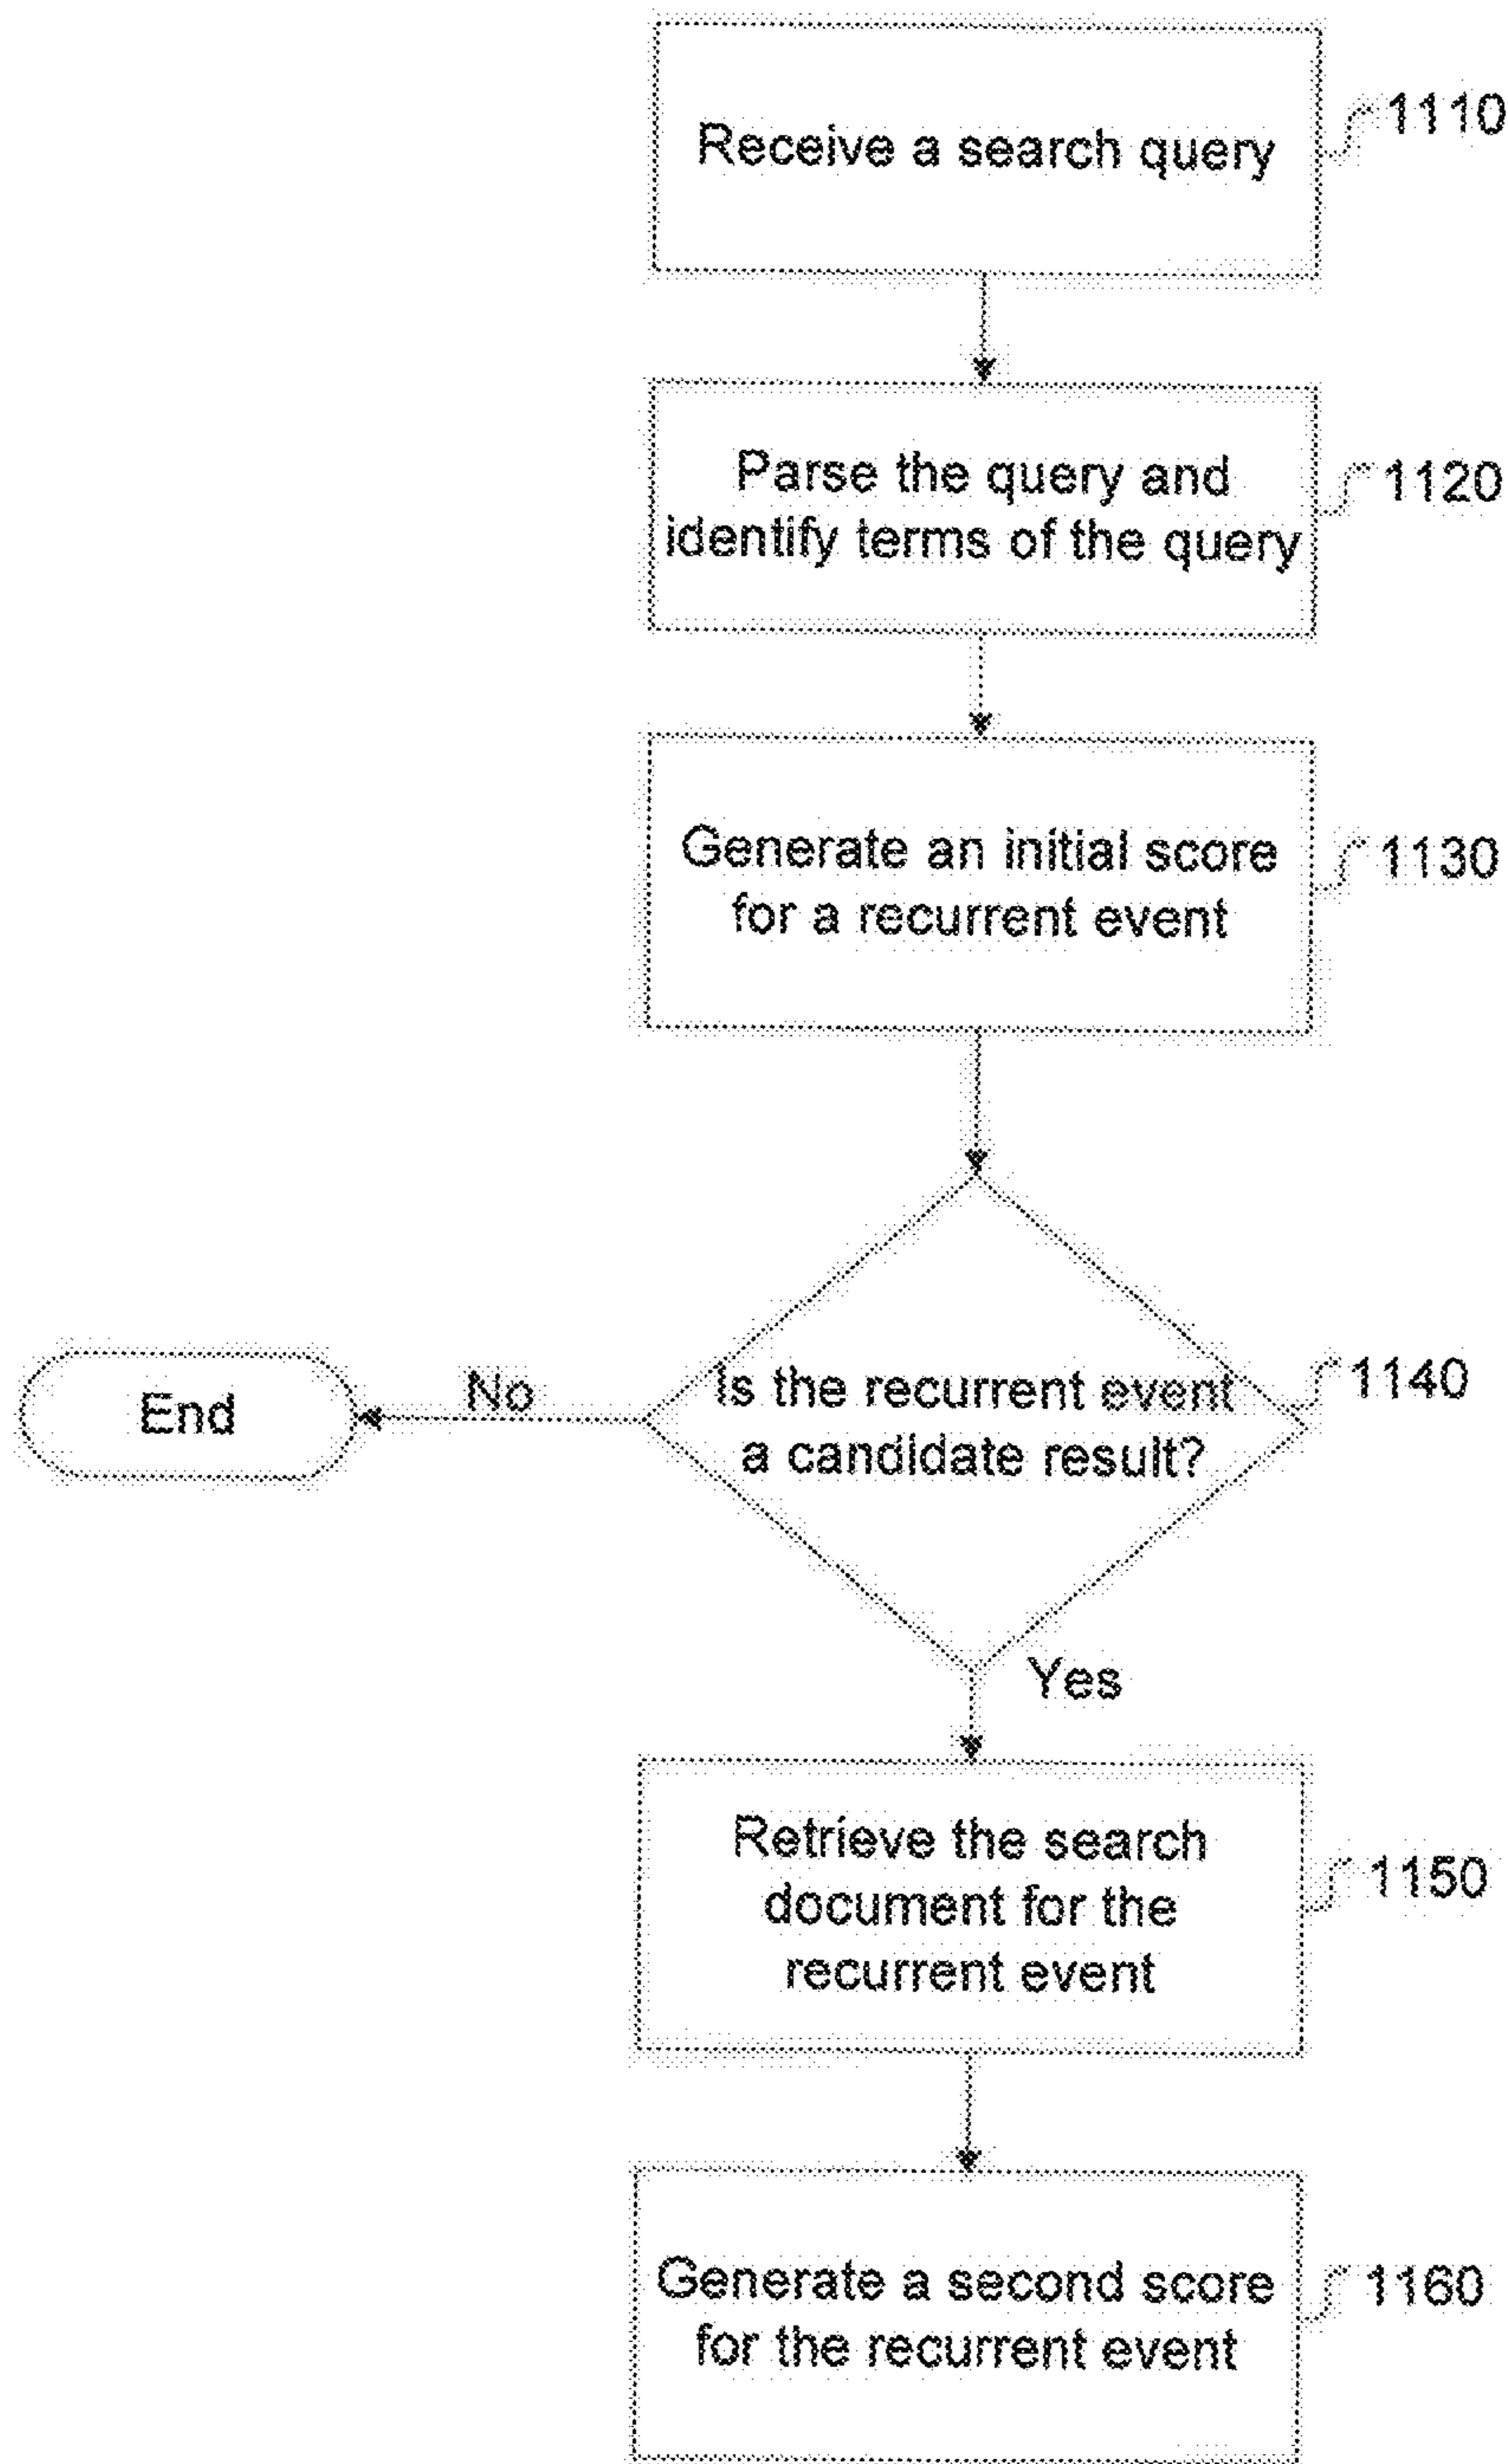 Receive a search query
1110
Parse the query and
identify terms of the query
1120
Generate an initial score
for a recurrent event
1130
Is the recurrent event
a candidate result?
1140
No
End
Yes
Retrieve the search
document for the
recurrent event
1150
Generate a second score
for the recurrent event
1160